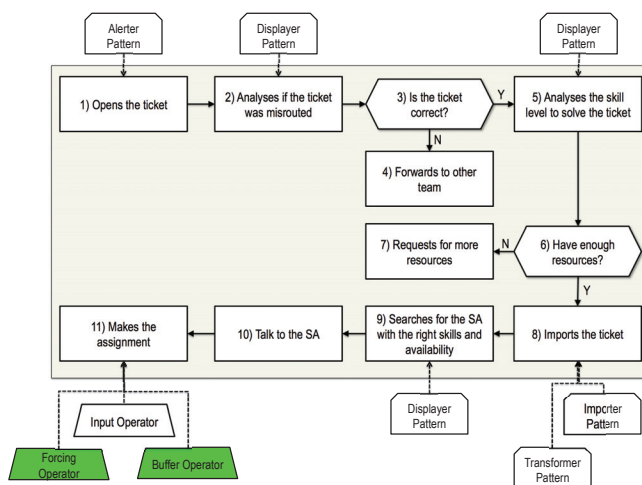 Alerter
Pattern
Displayer
Pattern
Displayer
Pattern
1) Opens the ticket
2) Analyses if the ticket
was misrouted
3) Is the ticket
correct?
Y
5) Analyses the skill
level to solve the ticket
N
4) Forwards to other
team
7) Requests for more
resources
N
6) Have enough
resources?
Y
11) Makes the
assignment
10) Talk to the SA
9) Searches for the SA
with the right skills and
availability
8) Imports the ticket
Input Operator
Displayer
Pattern
Importer
Pattern
Forcing
Operator
Buffer Operator
Transformer
Pattern